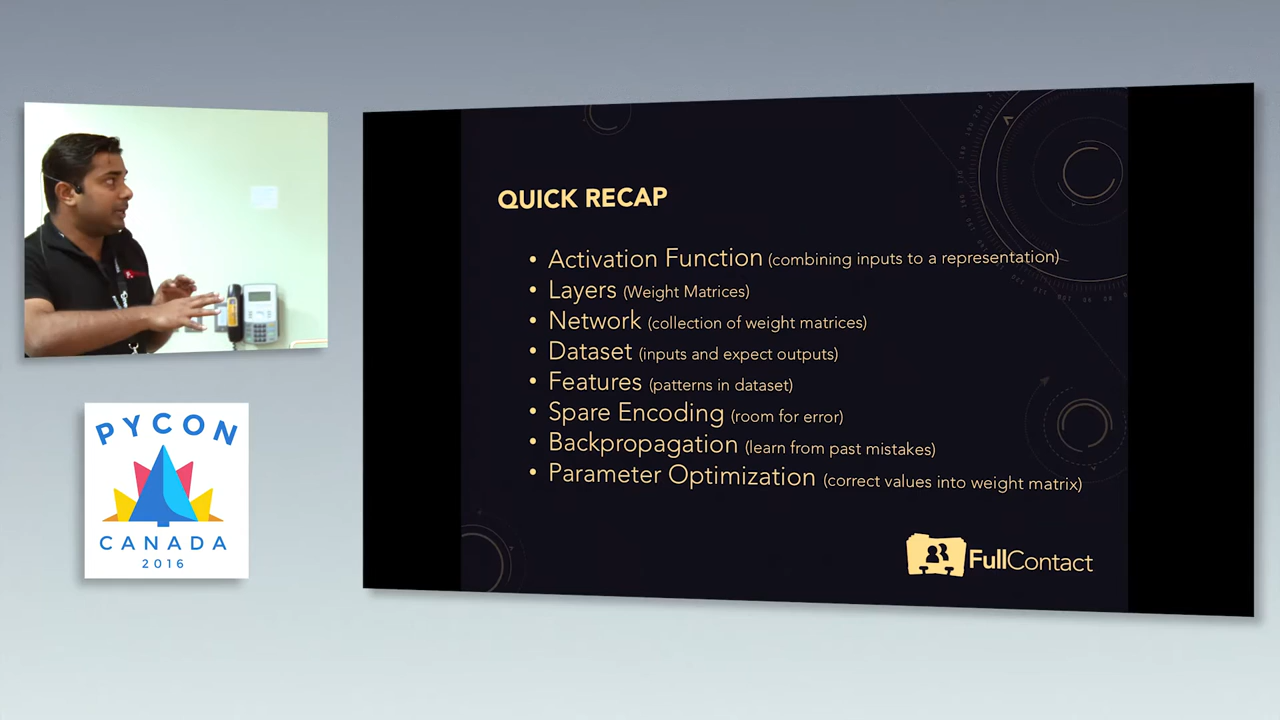 QUICK RECAP
• Activation Function (combining inputs to a representation)
• Layers (Weight Matrices)
• Network (collection of weight matrices)
• Dataset (inputs and expect outputs)
• Features (patterns in dataset)
• Spare Encoding (room for error)
• Backpropagation (learn from past mistakes)
• Parameter Optimization (correct values into weight matrix)
FullContact
PYCON
CANADA
2016